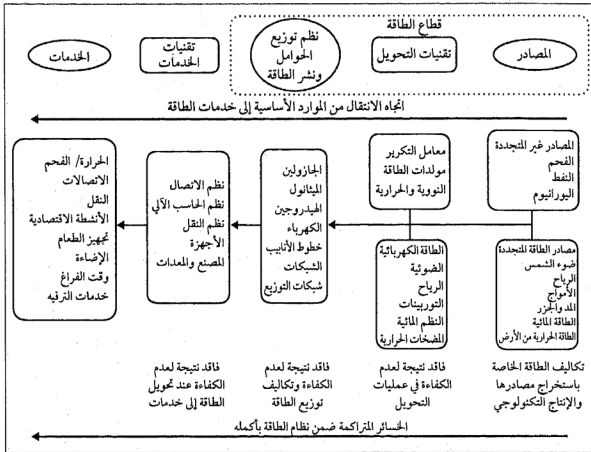 قطاع الطاقة
المصادر
تقنيات التحويل
نظم توزيع
الحوامل
ونشر الطاقة
تقنيات
الخدمات
الخدمات
اتجاه الانتقال من الموارد الأساسية إلى خدمات الطاقة
المصادر غير المتجددة
الفحم
النفط
اليورانيوم
مصادر الطاقة المتجددة
ضوء الشمس
الرياح
الأمواج
المد والجزر
الطاقة المائية
الطاقة الحرارية من الأرض
معامل التكرير
مولدات الطاقة
النووية والحرارية
الطاقة الكهربائية
الضوئية
الرياح
التوربينات
النظم المائية
المضخات الحرارية
الجازولين
الميثانول
الهيدروجين
الكهرباء
خطوط الأنابيب
الشبكات
شبكات التوزيع
نظم الاتصال
نظم الحاسب الآلي
نظم النقل
الأجهزة
المصنع والمعدات
الحرارة/ الفحم
الاتصالات
النقل
الأنشطة الاقتصادية
تجهيز الطعام
الإضاءة
وقت الفراغ
خدمات الترفيه
تكاليف الطاقة الخاصة
باستخراج مصادرها
والإنتاج التكنولوجي
فاقد نتيجة لعدم
الكفاءة في عمليات
التحويل
فاقد نتيجة لعدم
الكفاءة وتكاليف
توزيع الطاقة
فاقد نتيجة لعدم
الكفاءة عند تحويل
الطاقة إلى خدمات
الخسائر المتراكمة ضمن نظام الطاقة بأكمله